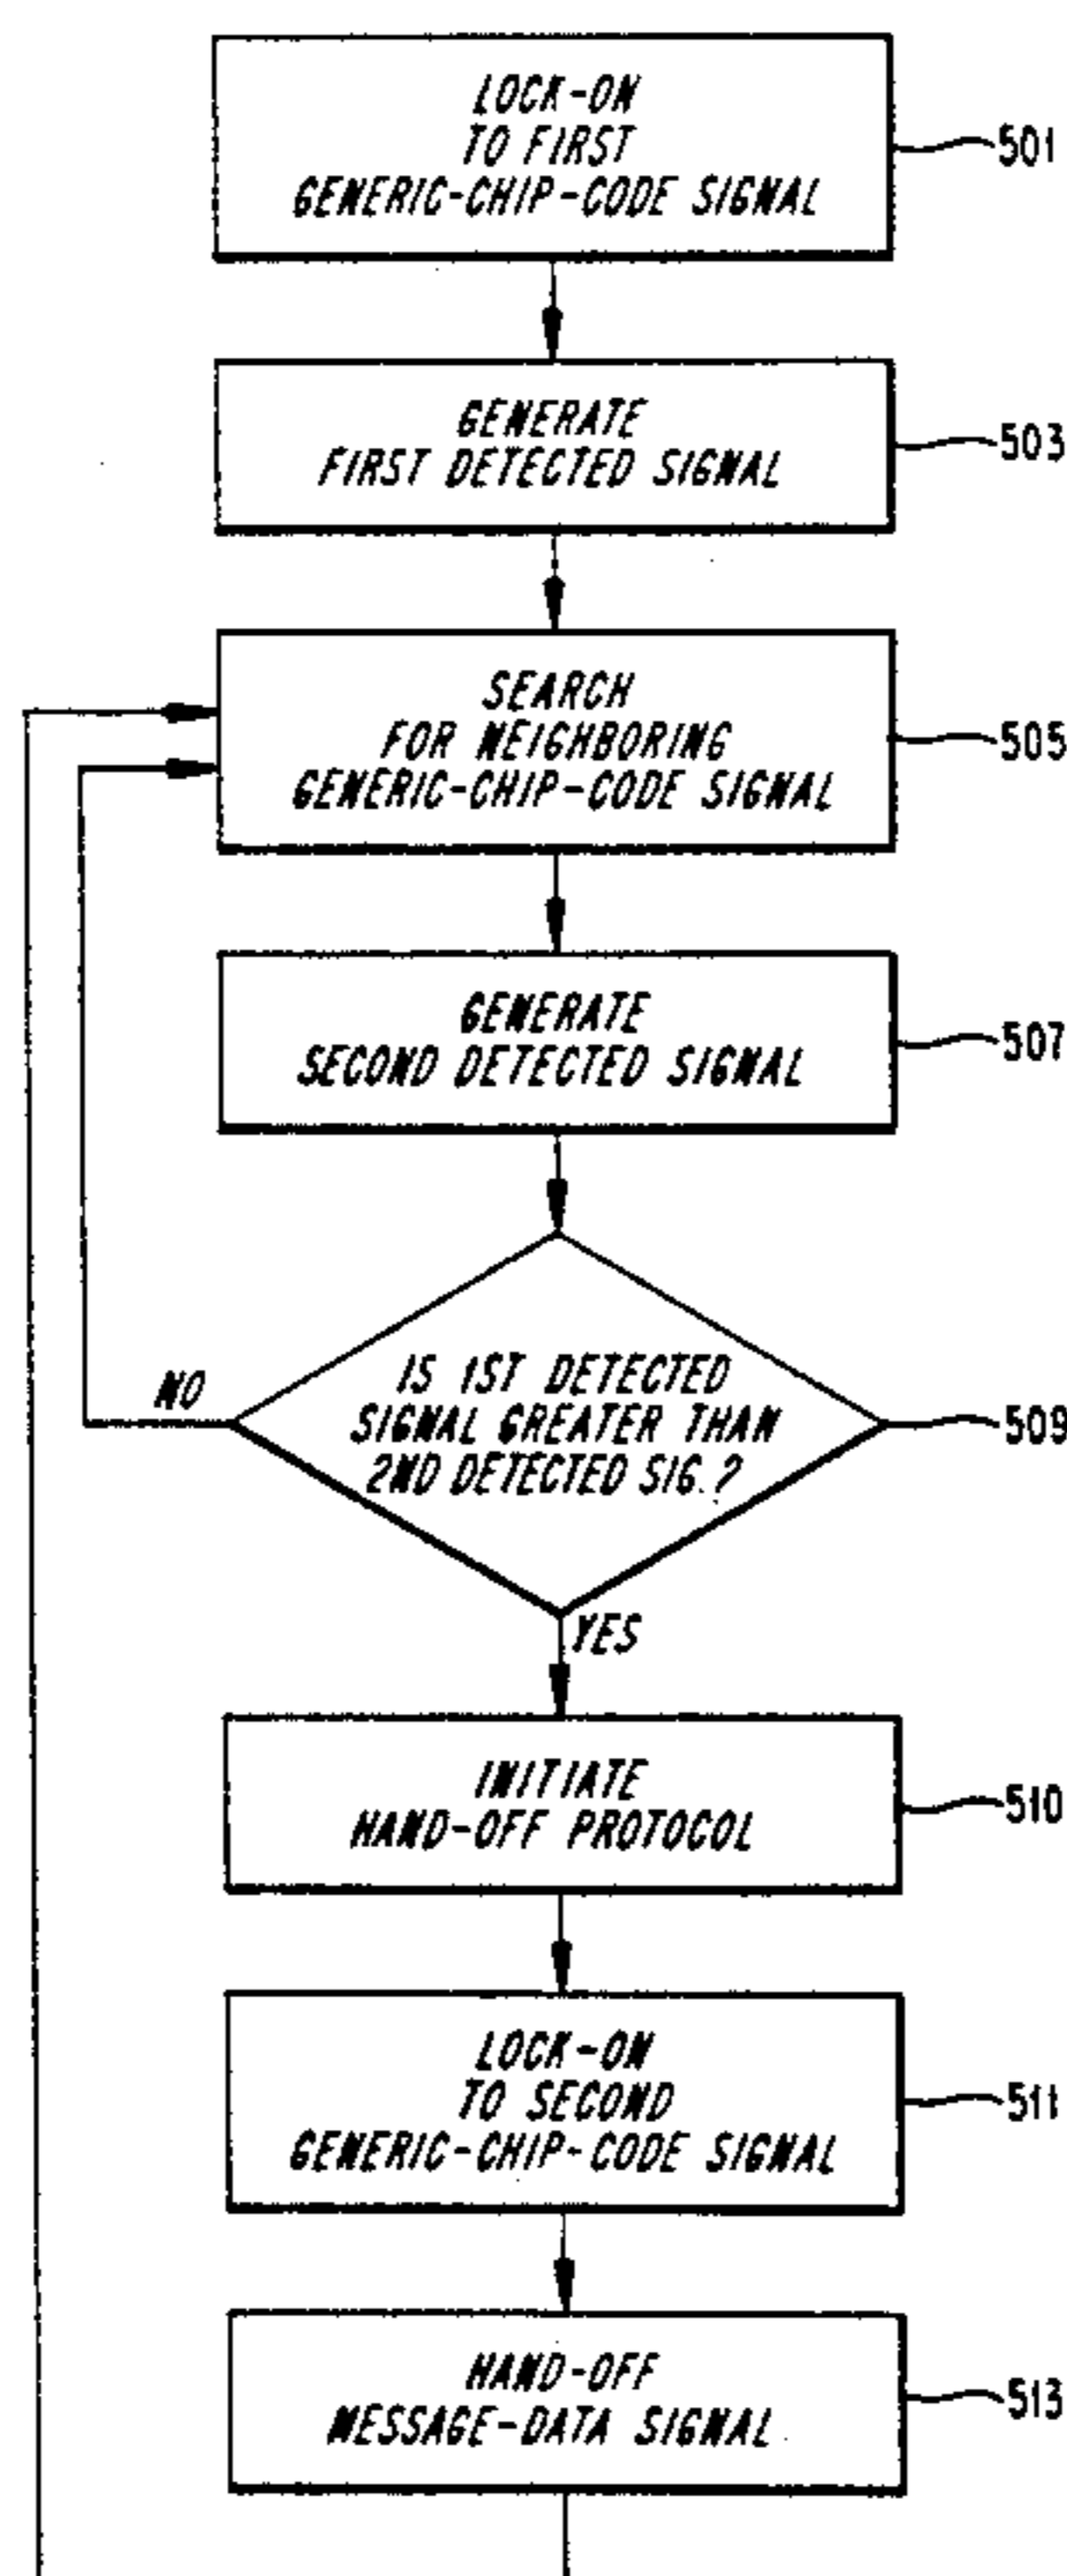 LOCK-ON
TO FIRST
GENERIC-CHIP-CODE SIGNAL
501
GENERATE
FIRST DETECTED SIGNAL
503
SEARCH
FOR NEIGHBORING
GENERIC-CHIP-CODE SIGNAL
505
GENERATE
SECOND DETECTED SIGNAL
507
IS 1ST DETECTED
SIGNAL GREATER THAN
2ND DETECTED SIG.?
509
NO
YES
INITIATE
HAND-OFF PROTOCOL
510
LOCK-ON
TO SECOND
GENERIC-CHIP-CODE SIGNAL
511
HAND-OFF
MESSAGE-DATA SIGNAL
513